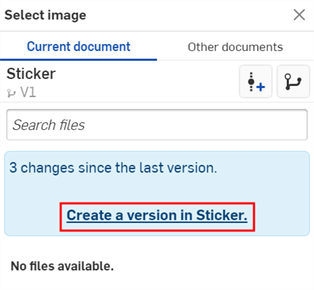 Select image
Current document Other documents
Sticker
V1
Search files
3 changes since the last version.
Create a version in Sticker.
No files available.